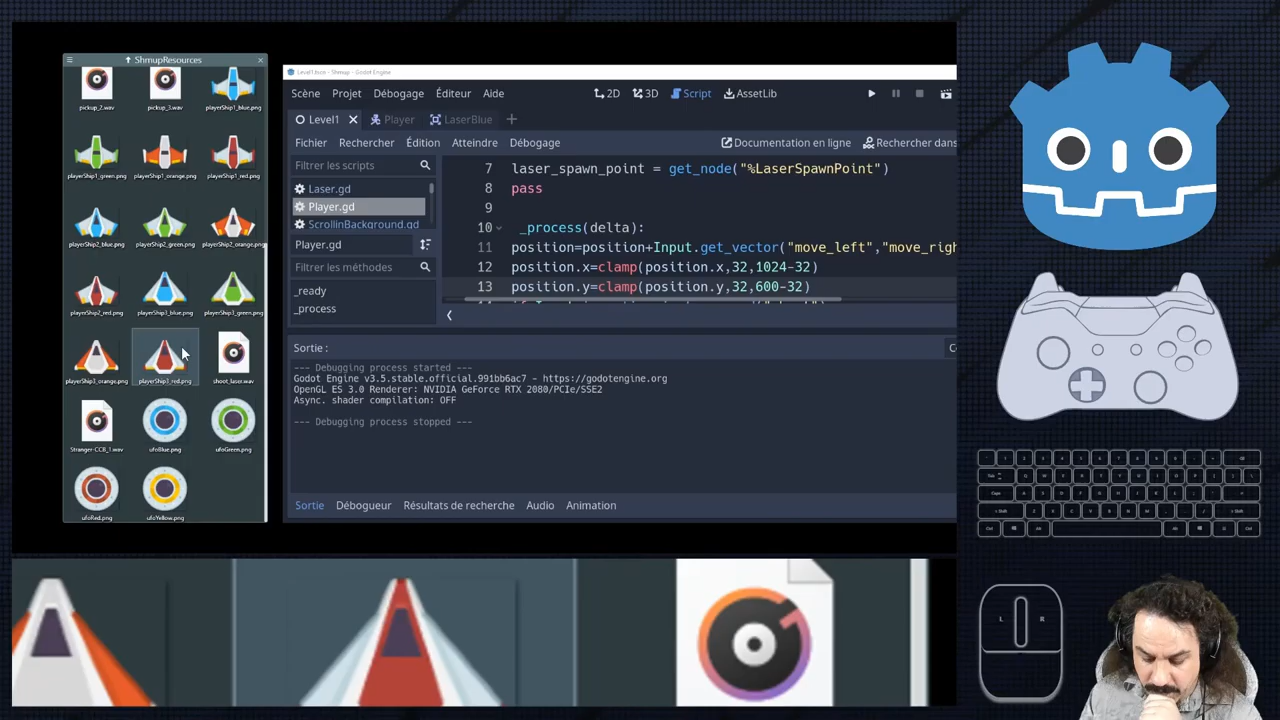 ShmupResources
pickup_2.wav
pickup_3.wav
playerShip1_blue.png
playerShip1_green.png
playerShip1_orange.png
playerShip1_red.png
playerShip2_blue.png
playerShip2_green.png
playerShip2_orange.png
playerShip2_red.png
playerShip3_blue.png
playerShip3_green.png
playerShip3_orange.png
playerShip3_red.png
shoot_laser.wav
Stranger-CCB_1.wav
ufoBlue.png
ufoGreen.png
ufoRed.png
ufoYellow.png
Level1.tscn - Shmup - Godot Engine
Scène Projet Débogage Éditeur Aide 2D 3D Script AssetLib
Level1 Player LaserBlue
Fichier Rechercher Édition Atteindre Débogage Documentation en ligne Rechercher dans
Filtrer les scripts
Laser.gd
Player.gd
ScrollinBackground.gd
Player.gd
Filtrer les méthodes
_ready
_process
7 laser_spawn_point = get_node("%LaserSpawnPoint")
8 pass
9
10 _process(delta):
11 position=position+Input.get_vector("move_left","move_righ
12 position.x=clamp(position.x,32,1024-32)
13 position.y=clamp(position.y,32,600-32)
Sortie :
--- Debugging process started ---
Godot Engine v3.5.stable.official.991bb6ac7 - https://godotengine.org
OpenGL ES 3.0 Renderer: NVIDIA GeForce RTX 2080/PCIe/SSE2
Async. shader compilation: OFF
--- Debugging process stopped ---
Sortie Débogueur Résultats de recherche Audio Animation
L R